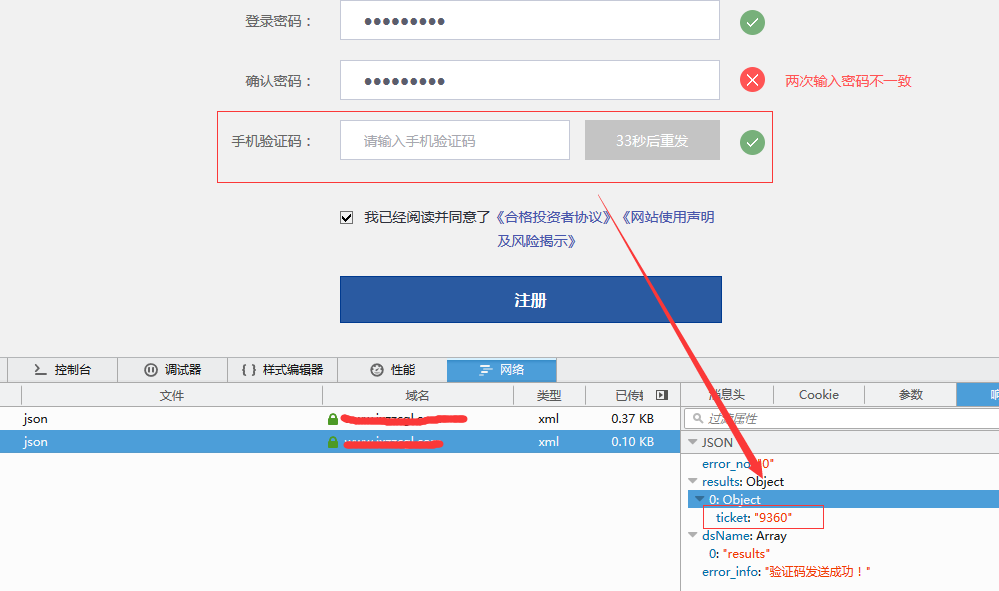 登录密码：
确认密码：
两次输入密码不一致
手机验证码：
请输入手机验证码
33秒后重发
我已经阅读并同意了《合格投资者协议》《网站使用声明
及风险揭示》
注册
控制台
调试器
{ } 样式编辑器
性能
网络
文件
域名
类型
已传
消息头
Cookie
参数
json
xml
0.37 KB
过滤属性
json
xml
0.10 KB
JSON
error_no: "0"
results: Object
0: Object
ticket: "9360"
dsName: Array
0: "results"
error_info: "验证码发送成功！"